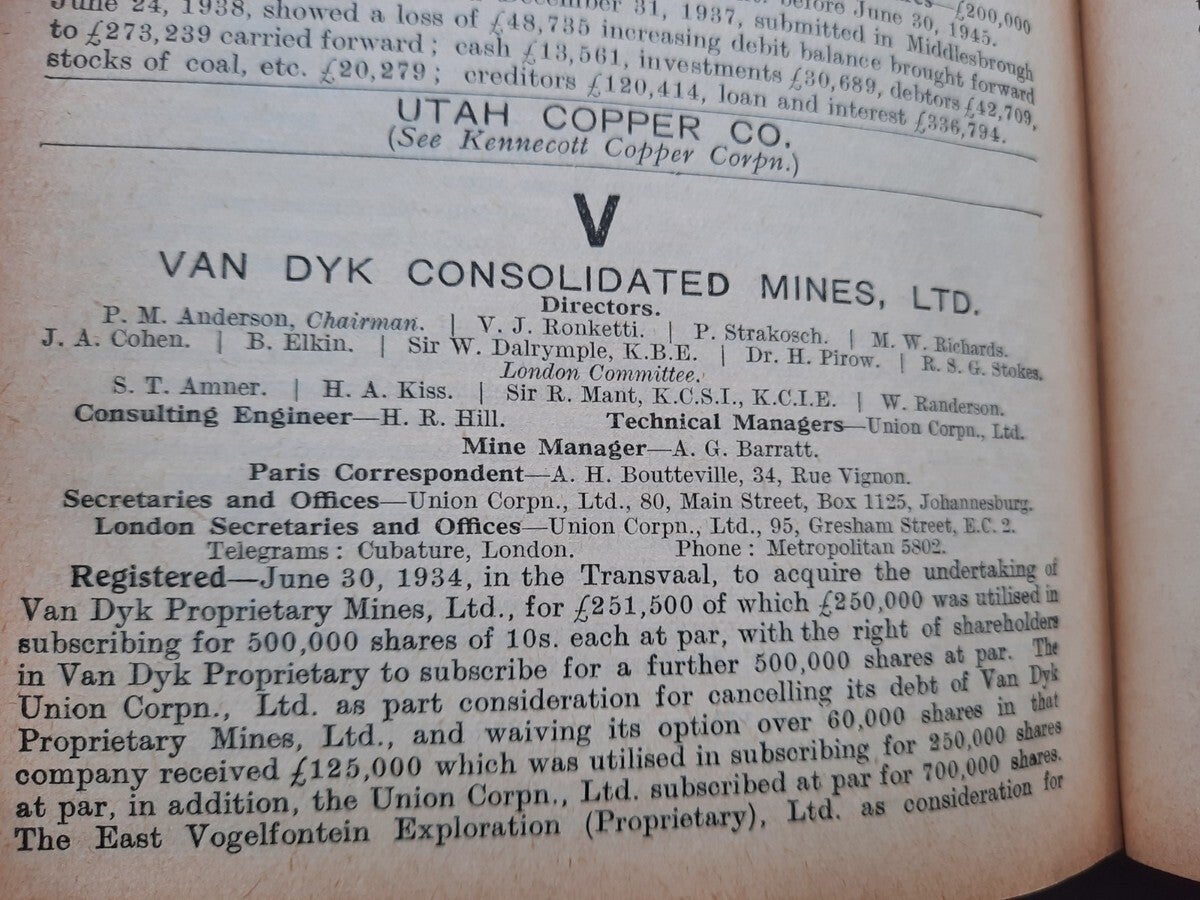 £200,000
before June 30, 1945.
June 24, 1938, showed a loss of £48,735 increasing debit balance brought forward
December 31, 1937, submitted in Middlesbrough
to £273,239 carried forward ; cash £13,561, investments £30,689, debtors £42,709,
stocks of coal, etc. £20,279 ; creditors £120,414, loan and interest £336,794.
UTAH COPPER CO.
(See Kennecott Copper Corpn.)
V
VAN DYK CONSOLIDATED MINES, LTD.
Directors.
P. M. Anderson, Chairman. | V. J. Ronketti. | P. Strakosch. | M. W. Richards.
J. A. Cohen. | B. Elkin. | Sir W. Dalrymple, K.B.E. | Dr. H. Pirow. | R. S. G. Stokes.
London Committee.
S. T. Amner. | H. A. Kiss. | Sir R. Mant, K.C.S.I., K.C.I.E. | W. Randerson.
Consulting Engineer—H. R. Hill. Technical Managers—Union Corpn., Ltd.
Mine Manager—A. G. Barratt.
Paris Correspondent—A. H. Boutteville, 34, Rue Vignon.
Secretaries and Offices—Union Corpn., Ltd., 80, Main Street, Box 1125, Johannesburg.
London Secretaries and Offices—Union Corpn., Ltd., 95, Gresham Street, E.C. 2.
Telegrams : Cubature, London. Phone : Metropolitan 5802.
Registered—June 30, 1934, in the Transvaal, to acquire the undertaking of
Van Dyk Proprietary Mines, Ltd., for £251,500 of which £250,000 was utilised in
subscribing for 500,000 shares of 10s. each at par, with the right of shareholders
in Van Dyk Proprietary to subscribe for a further 500,000 shares at par. The
Union Corpn., Ltd. as part consideration for cancelling its debt of Van Dyk
Proprietary Mines, Ltd., and waiving its option over 60,000 shares in that
company received £125,000 which was utilised in subscribing for 250,000 shares
at par, in addition, the Union Corpn., Ltd. subscribed at par for 700,000 shares.
The East Vogelfontein Exploration (Proprietary), Ltd. as consideration for